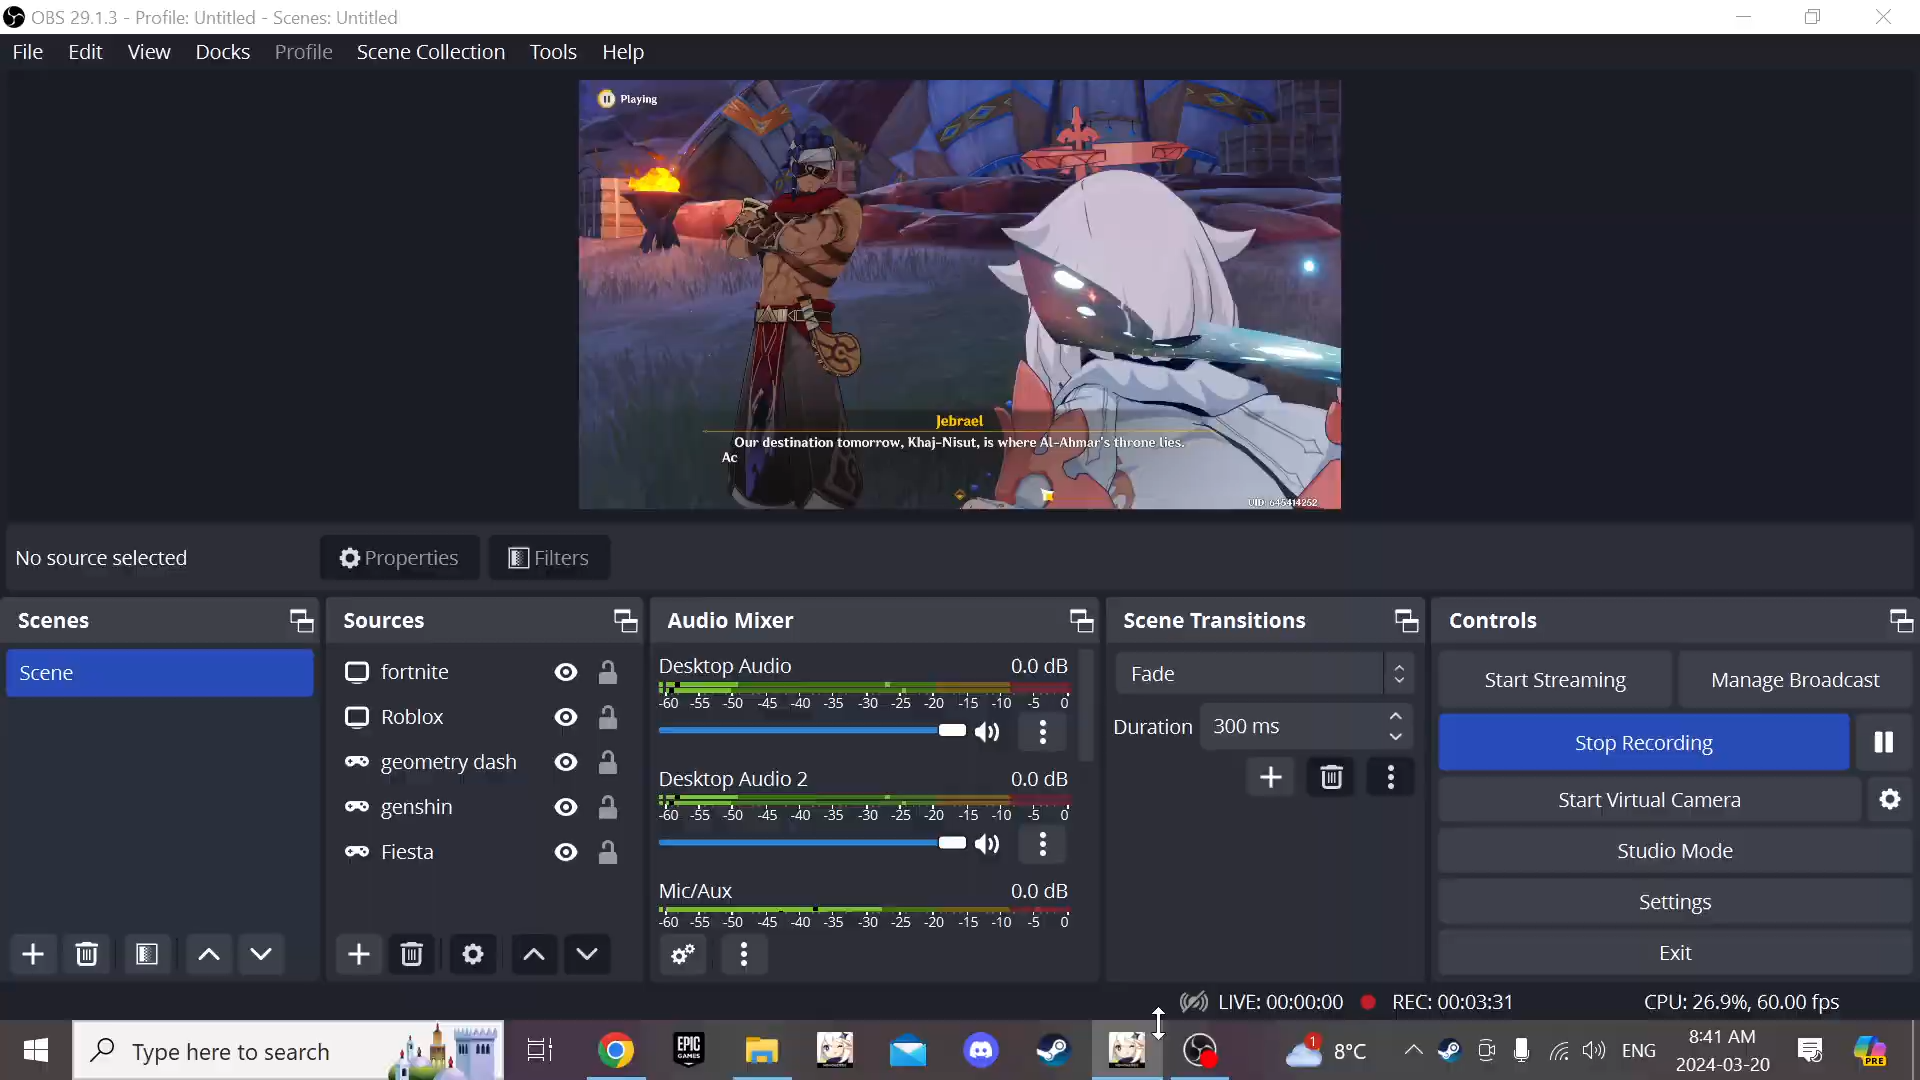 OBS 29.1.3 - Profile: Untitled - Scenes: Untitled
File Edit View Docks Profile Scene Collection Tools Help
Playing
Jebrael
Our destination tomorrow, Khaj-Nisut, is where Al-Ahmar's throne lies.
Ac
UID: 645414252
No source selected Properties Filters
Scenes Sources Audio Mixer Scene Transitions Controls
Scene
fortnite
Roblox
geometry dash
genshin
Fiesta
Desktop Audio 0.0 dB
-60 -55 -50 -45 -40 -35 -30 -25 -20 -15 -10 -5 0
Desktop Audio 2 0.0 dB
-60 -55 -50 -45 -40 -35 -30 -25 -20 -15 -10 -5 0
Mic/Aux 0.0 dB
-60 -55 -50 -45 -40 -35 -30 -25 -20 -15 -10 -5 0
Fade
Duration 300 ms
Start Streaming Manage Broadcast
Stop Recording
Start Virtual Camera
Studio Mode
Settings
Exit
LIVE: 00:00:00 REC: 00:03:31 CPU: 26.9%, 60.00 fps
Type here to search
EPIC
GAMES
1
8°C
ENG
8:41 AM
2024-03-20
PRE